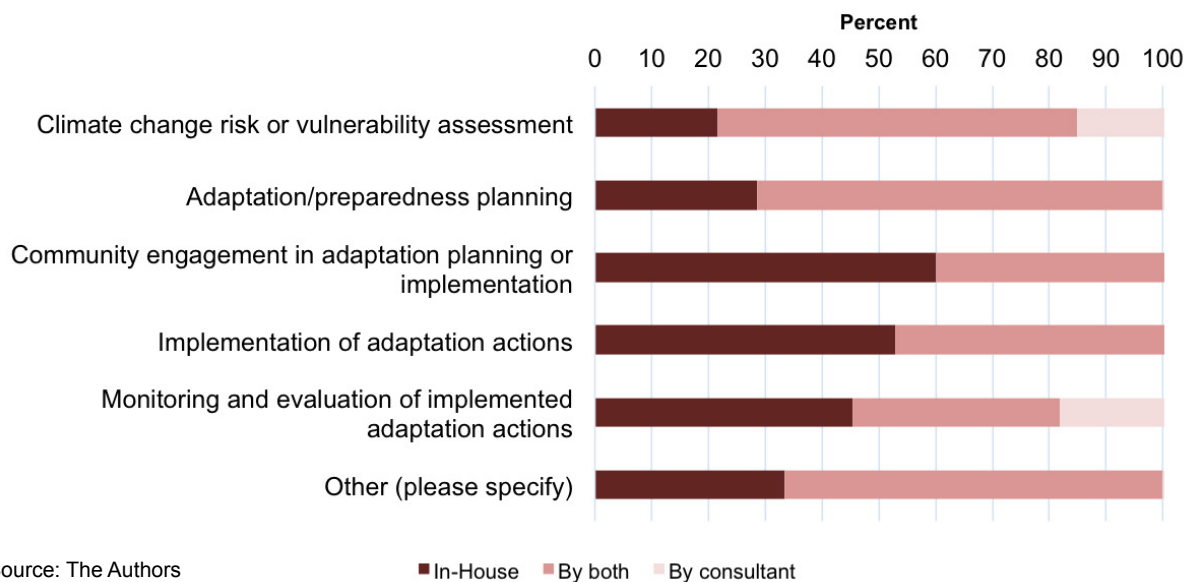 Percent
0 10 20 30 40 50 60 70 80 90 100
Climate change risk or vulnerability assessment
Adaptation/preparedness planning
Community engagement in adaptation planning or
implementation
Implementation of adaptation actions
Monitoring and evaluation of implemented
adaptation actions
Other (please specify)
ource: The Authors
In-House By both By consultant